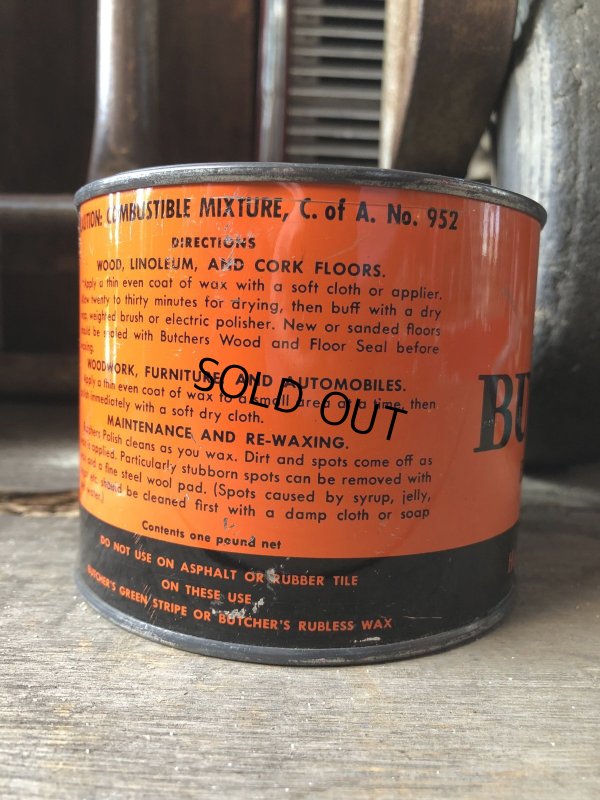 COMBUSTIBLE MIXTURE, C. of A. No. 952
DIRECTIONS
WOOD, LINOLEUM, AND CORK FLOORS.
Apply a thin even coat of wax with a soft cloth or applier.
twenty to thirty minutes for drying, then buff with a dry
weighted brush or electric polisher. New or sanded floors
should be sealed with Butchers Wood and Floor Seal before
WOODWORK, FURNITURE AND AUTOMOBILES.
Apply a thin even coat of wax to a small area at a time, then
immediately with a soft dry cloth.
MAINTENANCE AND RE-WAXING.
Polish cleans as you wax. Dirt and spots come off as
is applied. Particularly stubborn spots can be removed with
and a fine steel wool pad. (Spots caused by syrup, jelly,
etc. should be cleaned first with a damp cloth or soap
water.)
Contents one pound net
DO NOT USE ON ASPHALT OR RUBBER TILE
ON THESE USE
BUTCHER'S GREEN STRIPE OR BUTCHER'S RUBLESS WAX
BU
H
SOLD OUT